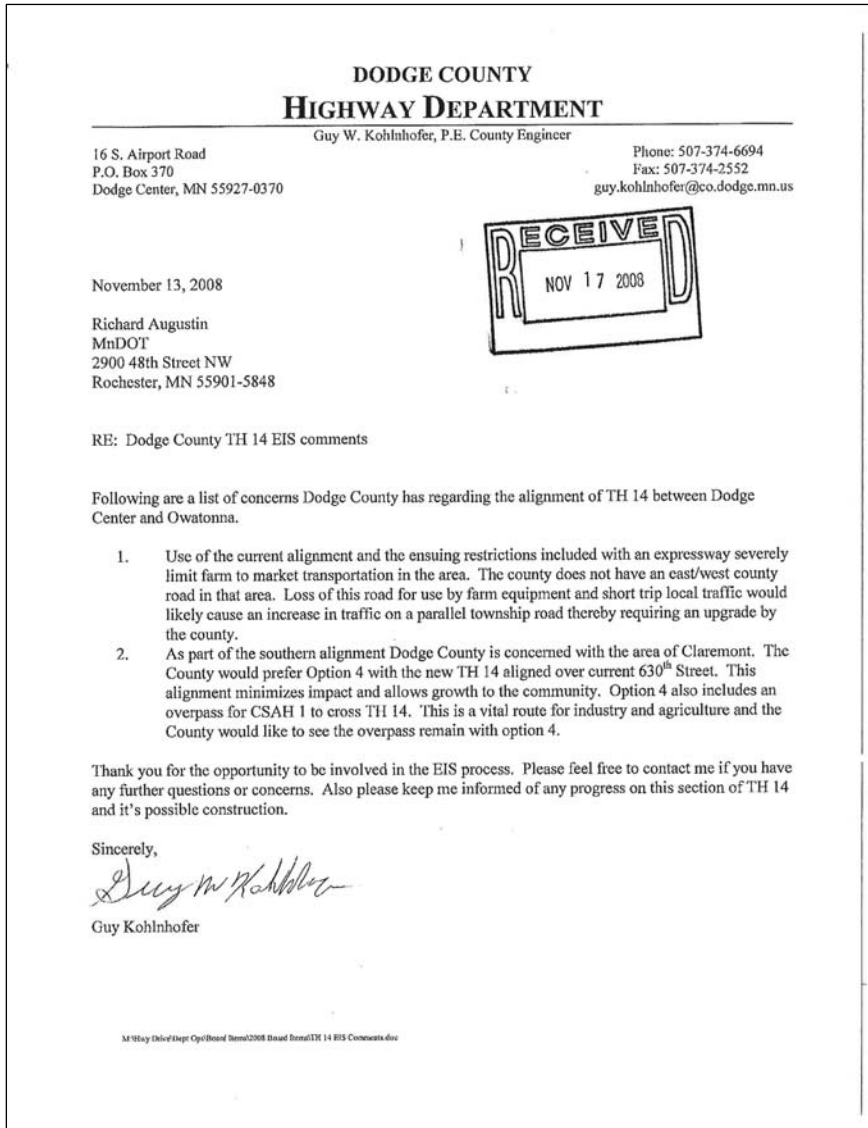 DODGE COUNTY
HIGHWAY DEPARTMENT
Guy W. Kohlnhofer, P.E. County Engineer
16 S. Airport Road
P.O. Box 370
Dodge Center, MN 55927-0370
Phone: 507-374-6694
Fax: 507-374-2552
guy.kohlnhofer@co.dodge.mn.us
RECEIVED
NOV 17 2008
November 13, 2008
Richard Augustin
MnDOT
2900 48th Street NW
Rochester, MN 55901-5848
RE: Dodge County TH 14 EIS comments
Following are a list of concerns Dodge County has regarding the alignment of TH 14 between Dodge
Center and Owatonna.
1. Use of the current alignment and the ensuing restrictions included with an expressway severely
limit farm to market transportation in the area. The county does not have an east/west county
road in that area. Loss of this road for use by farm equipment and short trip local traffic would
likely cause an increase in traffic on a parallel township road thereby requiring an upgrade by
the county.
2. As part of the southern alignment Dodge County is concerned with the area of Claremont. The
County would prefer Option 4 with the new TH 14 aligned over current 630th Street. This
alignment minimizes impact and allows growth to the community. Option 4 also includes an
overpass for CSAH 1 to cross TH 14. This is a vital route for industry and agriculture and the
County would like to see the overpass remain with option 4.
Thank you for the opportunity to be involved in the EIS process. Please feel free to contact me if you have
any further questions or concerns. Also please keep me informed of any progress on this section of TH 14
and it's possible construction.
Sincerely,
Guy Kohlnhofer
M:\Hwy Drive\Dept Ops\Board Items\2008 Board Items\TH 14 EIS Comments.doc